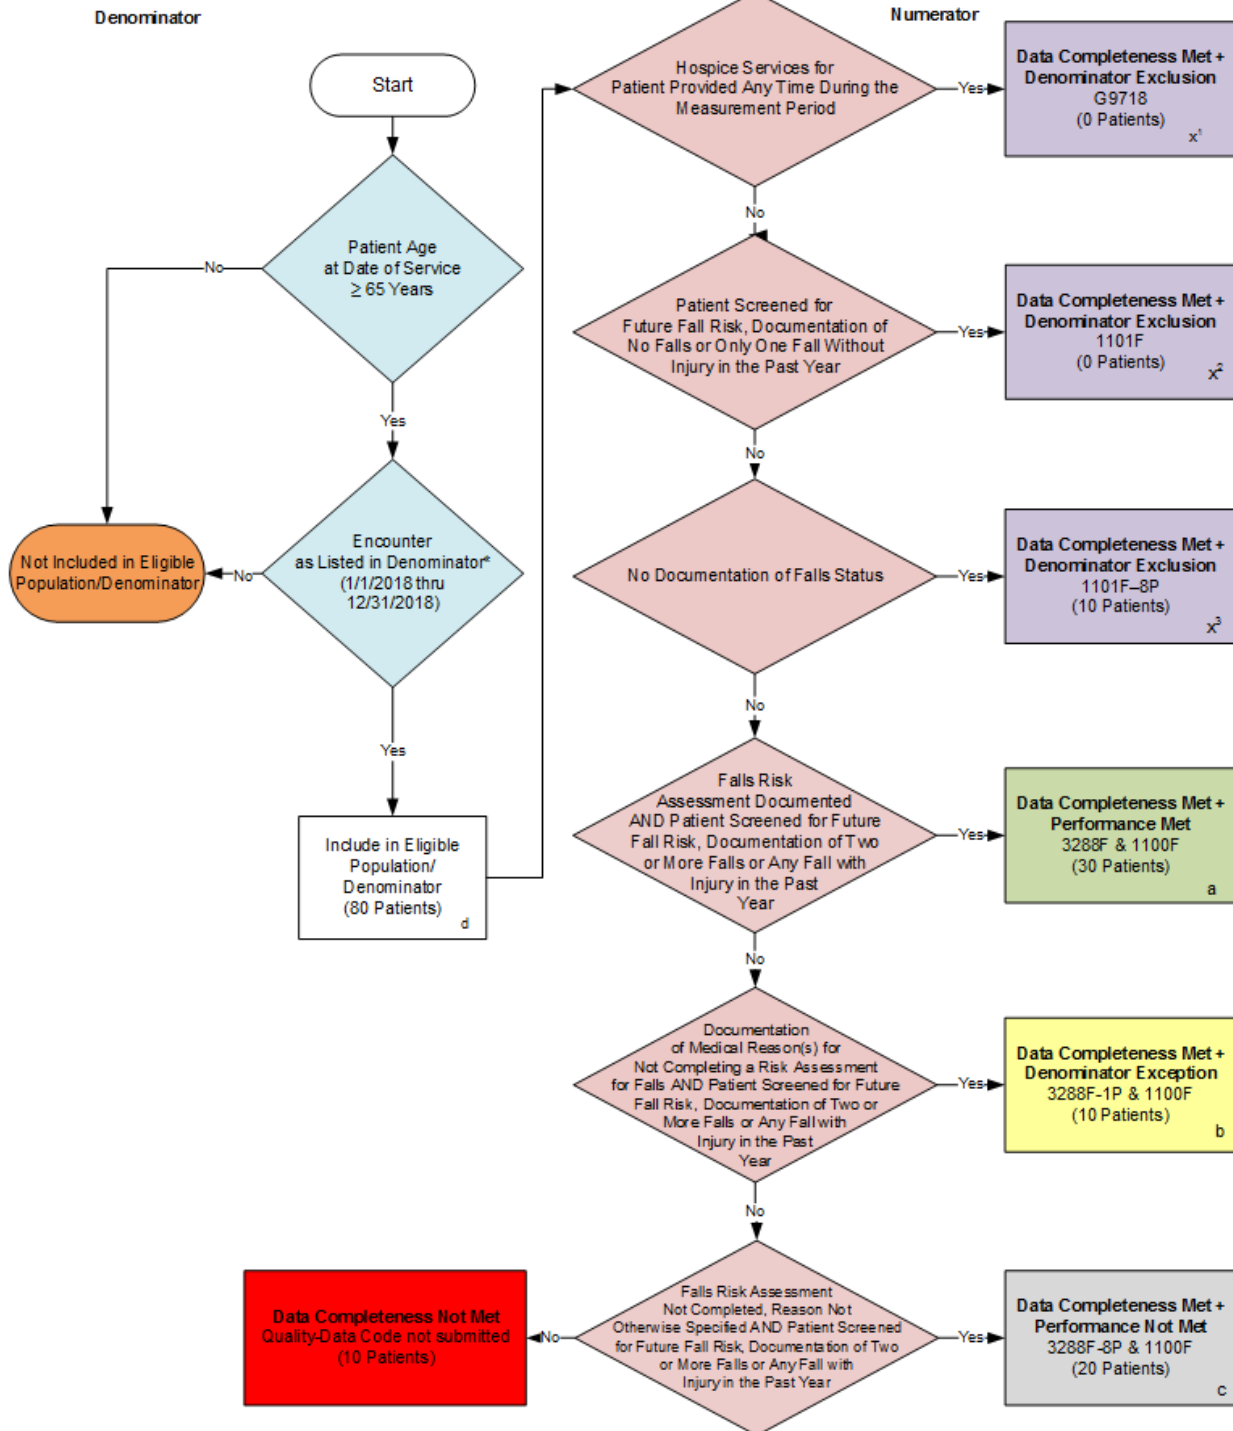 Denominator
Numerator
Start
Patient Age
at Date of Service
≥ 65 Years
No
Yes
Encounter
as Listed in Denominator*
(1/1/2018 thru
12/31/2018)
No
Not Included in Eligible
Population/Denominator
Yes
Include in Eligible
Population/
Denominator
(80 Patients)
d
Hospice Services for
Patient Provided Any Time During the
Measurement Period
Yes
Data Completeness Met +
Denominator Exclusion
G9718
(0 Patients)
x¹
No
Patient Screened for
Future Fall Risk, Documentation of
No Falls or Only One Fall Without
Injury in the Past Year
Yes
Data Completeness Met +
Denominator Exclusion
1101F
(0 Patients)
x²
No
No Documentation of Falls Status
Yes
Data Completeness Met +
Denominator Exclusion
1101F–8P
(10 Patients)
x³
No
Falls Risk
Assessment Documented
AND Patient Screened for Future
Fall Risk, Documentation of Two
or More Falls or Any Fall with
Injury in the Past
Year
Yes
Data Completeness Met +
Performance Met
3288F & 1100F
(30 Patients)
a
No
Documentation
of Medical Reason(s) for
Not Completing a Risk Assessment
for Falls AND Patient Screened for Future
Fall Risk, Documentation of Two or
More Falls or Any Fall with
Injury in the Past
Year
Yes
Data Completeness Met +
Denominator Exception
3288F-1P & 1100F
(10 Patients)
b
No
Falls Risk Assessment
Not Completed, Reason Not
Otherwise Specified AND Patient Screened
for Future Fall Risk, Documentation of Two
or More Falls or Any Fall with
Injury in the Past Year
Yes
Data Completeness Met +
Performance Not Met
3288F-8P & 1100F
(20 Patients)
c
No
Data Completeness Not Met
Quality-Data Code not submitted
(10 Patients)